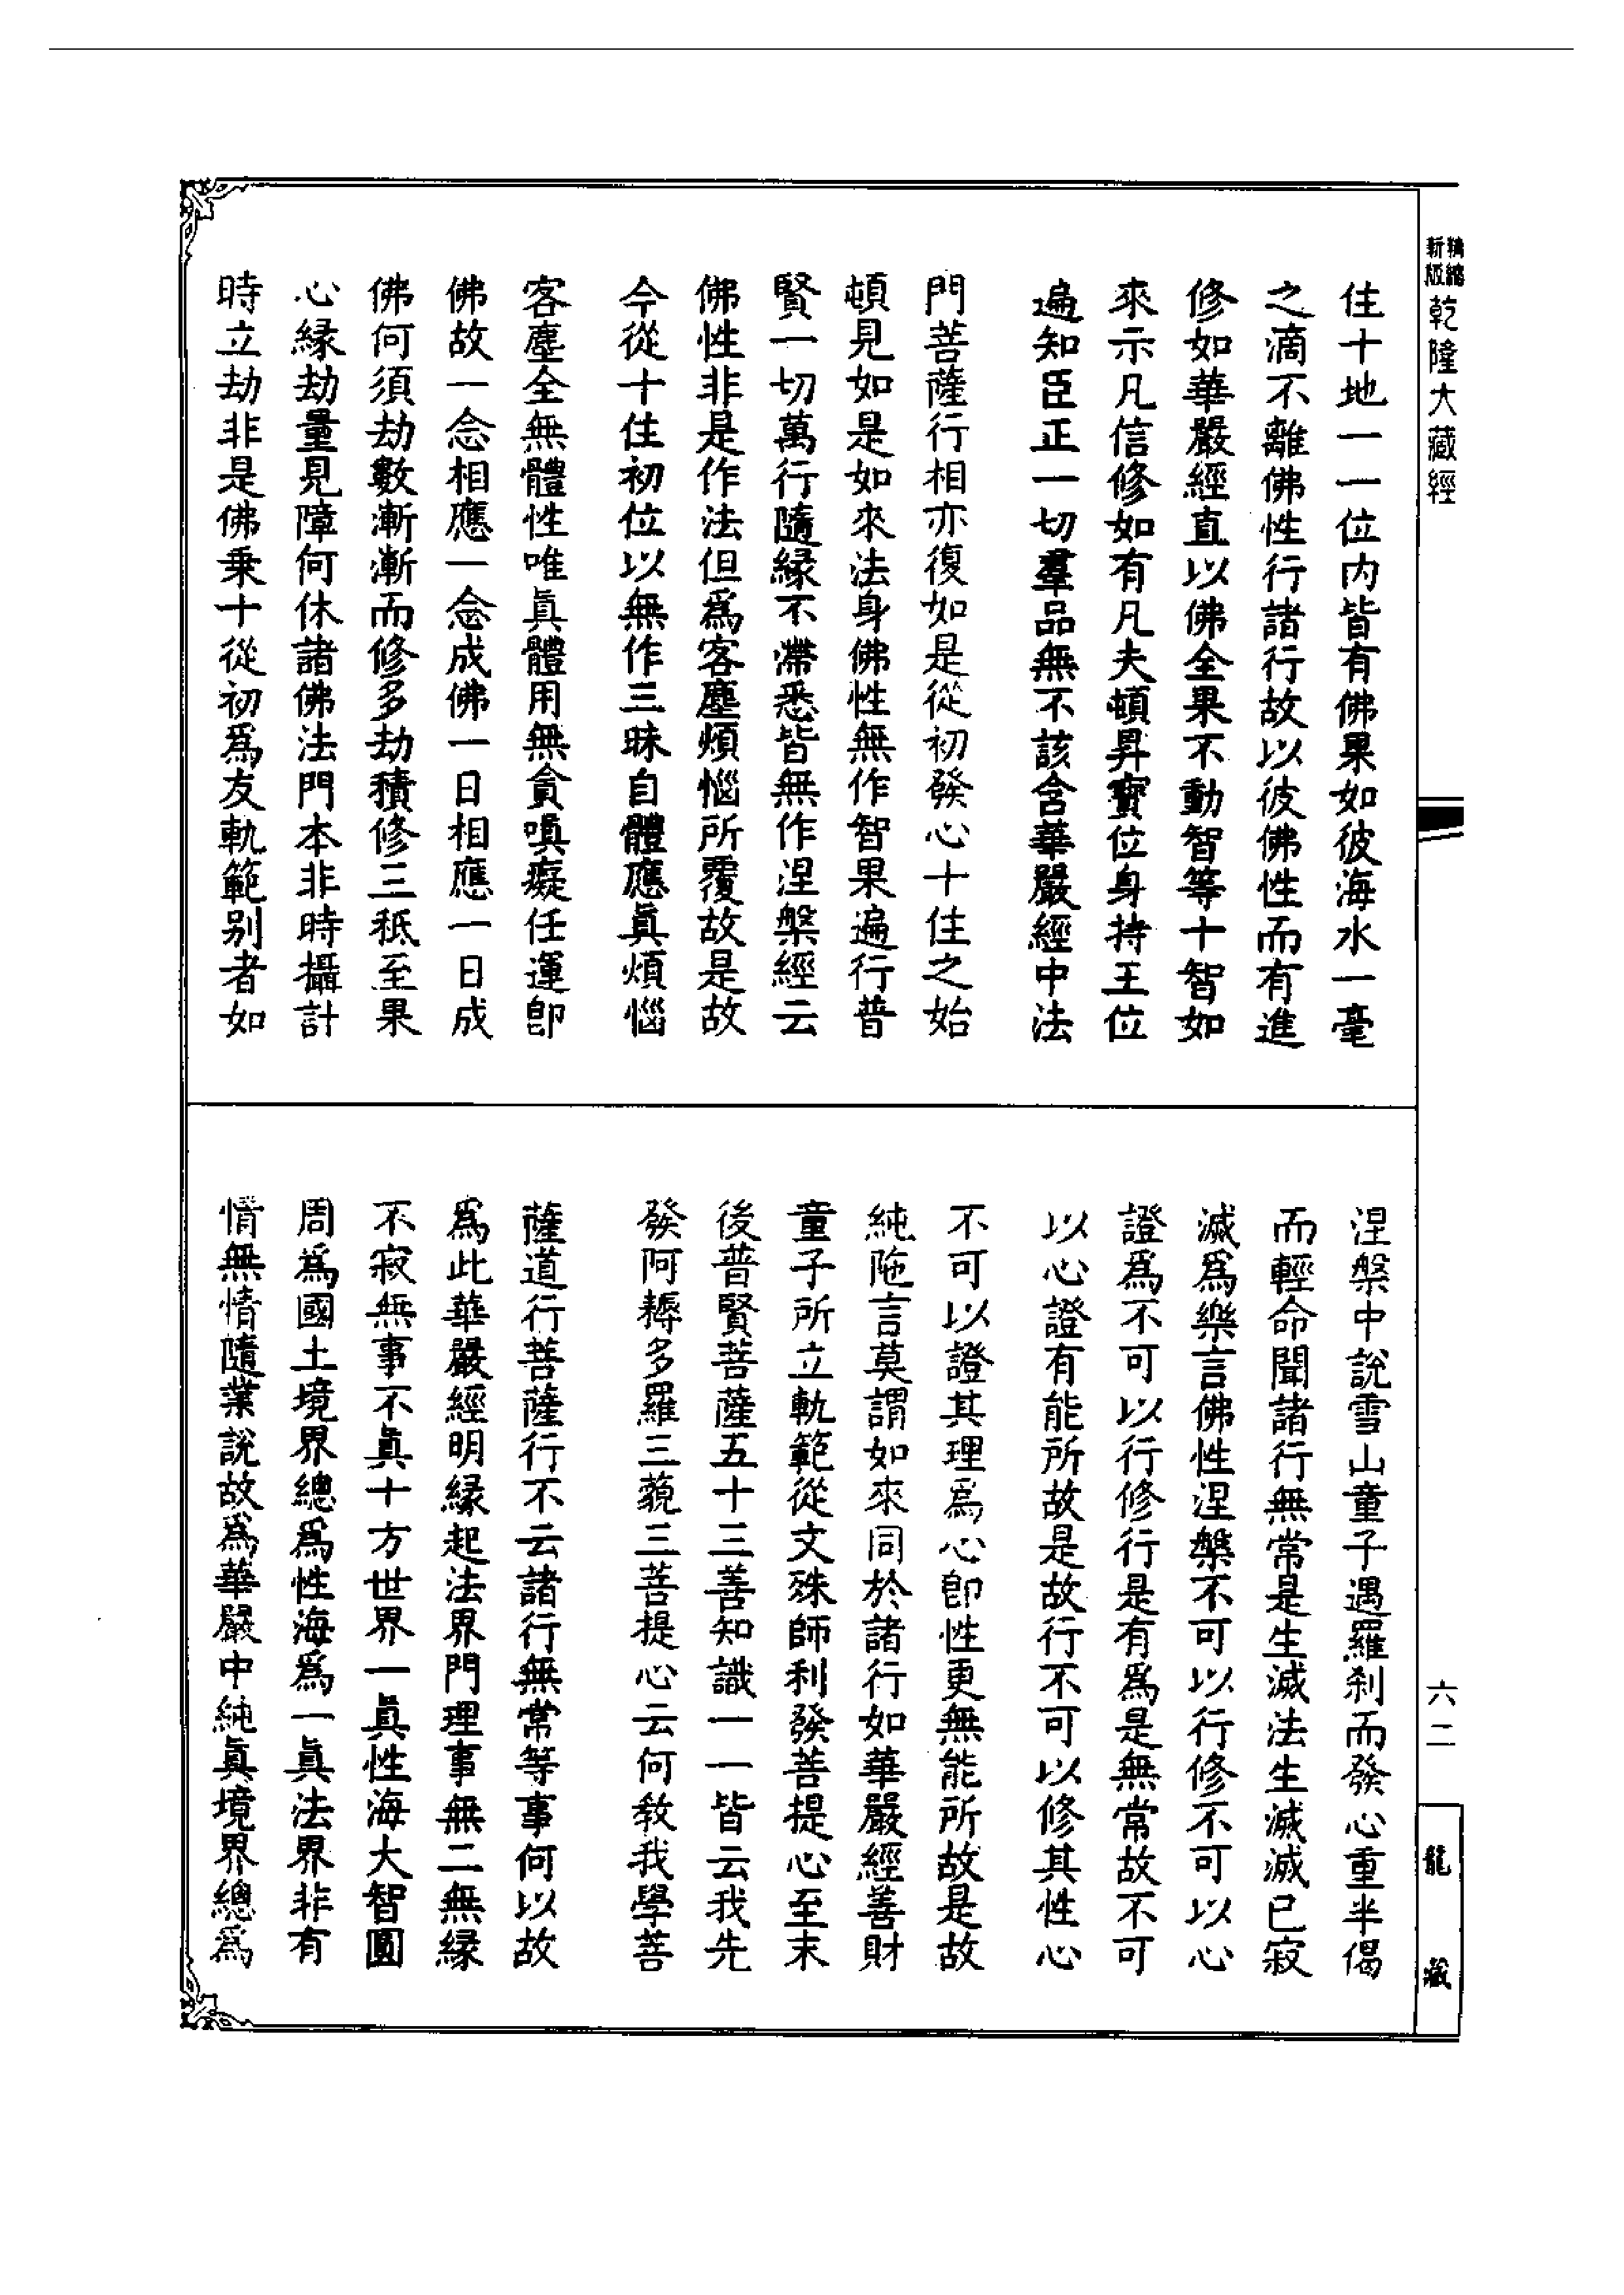 精縮
新版
乾隆大藏經
住十地一一位内皆有佛果如彼海水一毫
之滴不離佛性行諸行故以彼佛性而有進
修如華嚴經直以佛全果不動智等十智如
來示凡信修如有凡夫頓昇寳位身持王位
遍知臣正一切羣品無不該含華嚴經中法
門菩薩行相亦復如是從初發心十住之始
頓見如是如來法身佛性無作智果遍行普
賢一切萬行隨縁不滯悉皆無作涅槃經云
佛性非是作法但爲客塵煩惱所覆故是故
今從十住初位以無作三昧自體應眞煩惱
客塵全無體性唯眞體用無貪嗔癡任運卽
佛故一念相應一念成佛一日相應一日成
佛何須劫數漸漸而修多劫積修三秖至果
心縁劫量見障何休諸佛法門本非時攝計
時立劫非是佛乗十從初爲友軌範别者如
涅槃中說雪山童子遇羅刹而發心重半偈
而輕命聞諸行無常是生滅法生滅滅已寂
滅爲樂言佛性涅槃不可以行修不可以心
證爲不可以行修行是有爲是無常故不可
以心證有能所故是故行不可以修其性心
不可以證其理爲心卽性更無能所故是故
純陁言莫謂如來同於諸行如華嚴經善財
童子所立軌範從文殊師利發菩提心至末
後普賢菩薩五十三善知識一一皆云我先
發阿耨多羅三藐三菩提心云何敎我學菩
薩道行菩薩行不云諸行無常等事何以故
爲此華嚴經明縁起法界門理事無二無縁
不寂無事不眞十方世界一眞性海大智圓
周爲國土境界總爲性海爲一眞法界非有
情無情隨業說故爲華嚴中純眞境界總爲
六二
龍藏